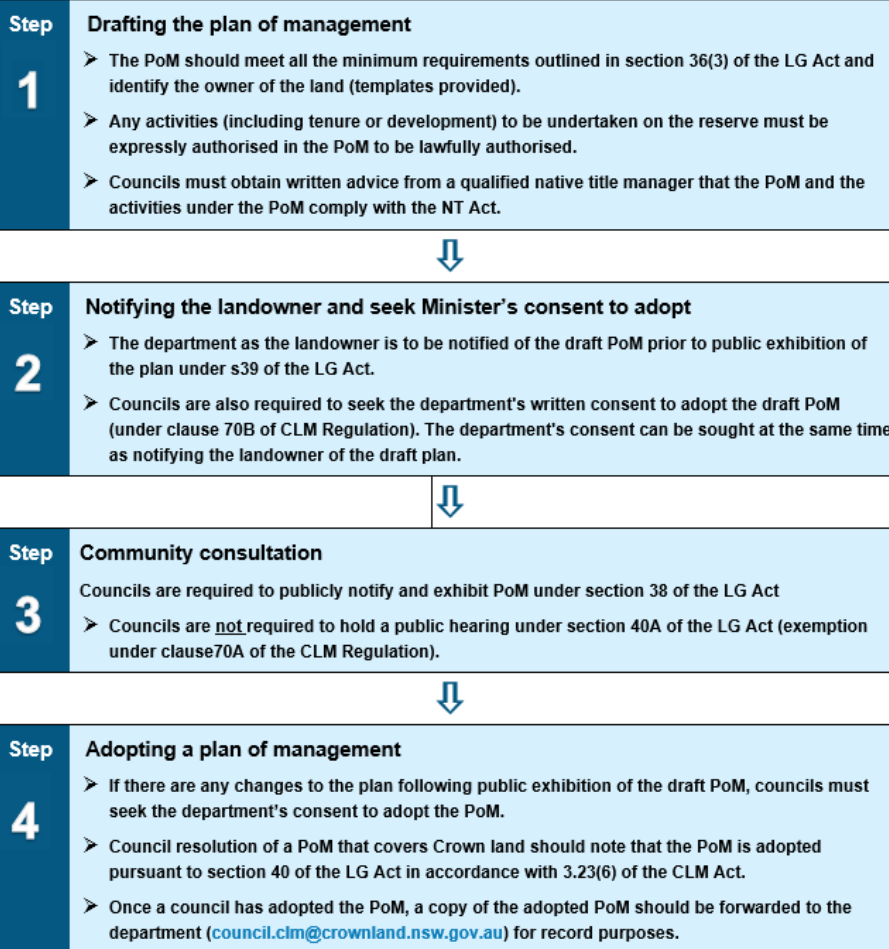 Step
1
Drafting the plan of management
➢ The PoM should meet all the minimum requirements outlined in section 36(3) of the LG Act and
identify the owner of the land (templates provided).
➢ Any activities (including tenure or development) to be undertaken on the reserve must be
expressly authorised in the PoM to be lawfully authorised.
➢ Councils must obtain written advice from a qualified native title manager that the PoM and the
activities under the PoM comply with the NT Act.
Step
2
Notifying the landowner and seek Minister's consent to adopt
➢ The department as the landowner is to be notified of the draft PoM prior to public exhibition of
the plan under s39 of the LG Act.
➢ Councils are also required to seek the department's written consent to adopt the draft PoM
(under clause 70B of CLM Regulation). The department's consent can be sought at the same time
as notifying the landowner of the draft plan.
Step
3
Community consultation
Councils are required to publicly notify and exhibit PoM under section 38 of the LG Act
➢ Councils are not required to hold a public hearing under section 40A of the LG Act (exemption
under clause70A of the CLM Regulation).
Step
4
Adopting a plan of management
➢ If there are any changes to the plan following public exhibition of the draft PoM, councils must
seek the department's consent to adopt the PoM.
➢ Council resolution of a PoM that covers Crown land should note that the PoM is adopted
pursuant to section 40 of the LG Act in accordance with 3.23(6) of the CLM Act.
➢ Once a council has adopted the PoM, a copy of the adopted PoM should be forwarded to the
department (council.clm@crownland.nsw.gov.au) for record purposes.